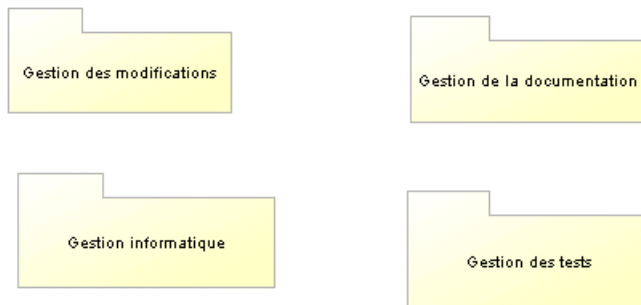 Gestion des modifications
Gestion de la documentation
Gestion informatique
Gestion des tests